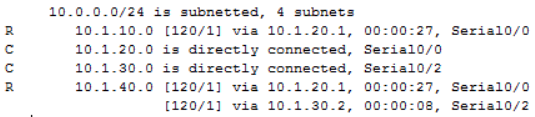 10.0.0.0/24 is subnetted, 4 subnets
R 10.1.10.0 [120/1] via 10.1.20.1, 00:00:27, Serial0/0
C 10.1.20.0 is directly connected, Serial0/0
C 10.1.30.0 is directly connected, Serial0/2
R 10.1.40.0 [120/1] via 10.1.20.1, 00:00:27, Serial0/0
[120/1] via 10.1.30.2, 00:00:08, Serial0/2